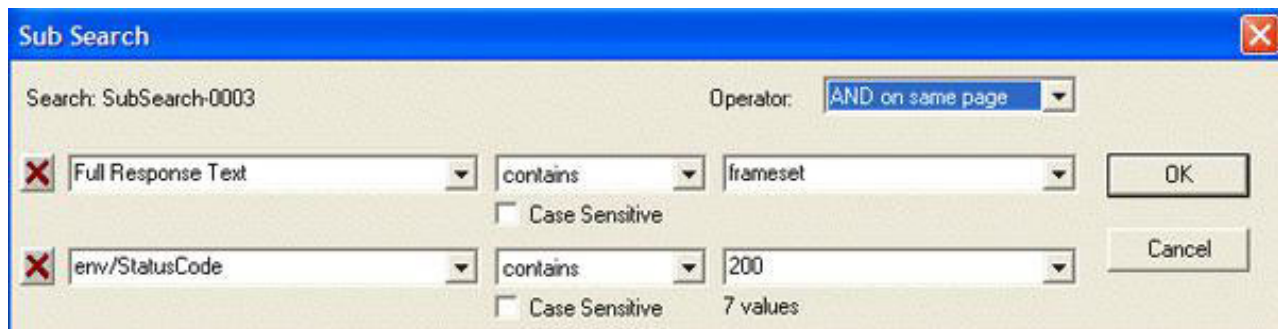 Sub Search
Search: SubSearch-0003 Operator: AND on same page
Full Response Text contains frameset OK
Case Sensitive
env/StatusCode contains 200 Cancel
Case Sensitive 7 values